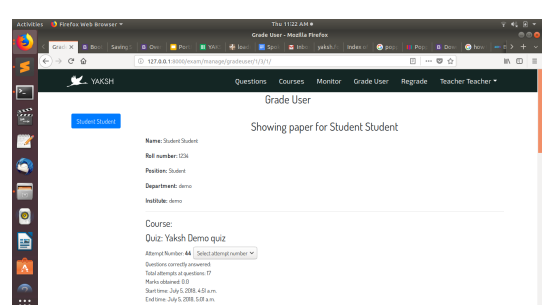 Activities Firefox Web Browser ▾ Thu 11:22 AM
Grade User - Mozilla Firefox
Grade Saving
127.0.0.1:8000/exam/manage/gradeuser/1/3/1/
YAKSH Questions Courses Monitor Grade User Regrade Teacher Teacher
Grade User
Student Student
Showing paper for Student Student
Name: Student Student
Roll number: 1234
Position: Student
Department: demo
Institute: demo
Course:
Quiz: Yaksh Demo quiz
Attempt Number: 44 Select attempt number
Questions correctly answered:
Total attempts at questions: 17
Marks obtained: 0.0
Start time: July 5, 2018, 4:51 a.m.
End time: July 5, 2018, 5:01 a.m.